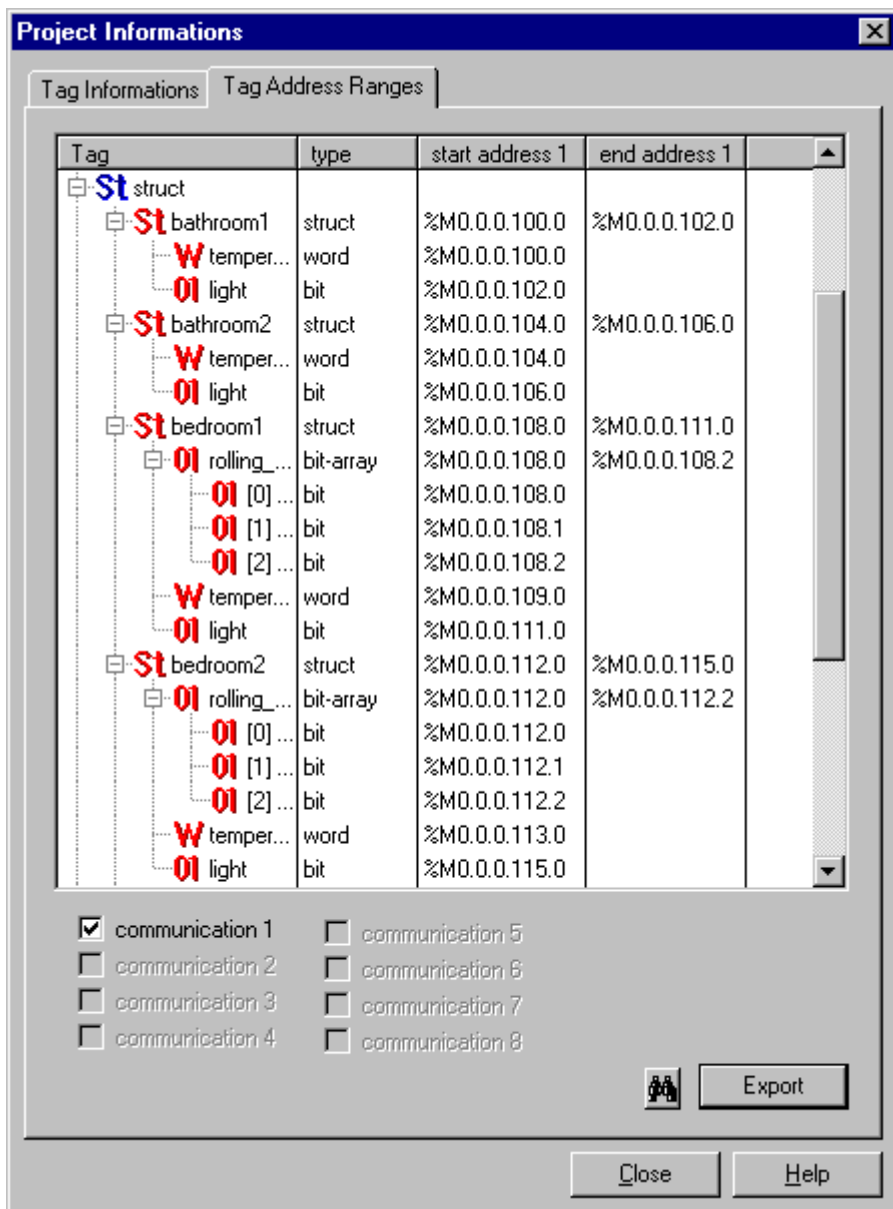 Project Informations
Tag Informations Tag Address Ranges
Tag type start address 1 end address 1
St struct
St bathroom1 struct %M0.0.0.100.0 %M0.0.0.102.0
W temper... word %M0.0.0.100.0
01 light bit %M0.0.0.102.0
St bathroom2 struct %M0.0.0.104.0 %M0.0.0.106.0
W temper... word %M0.0.0.104.0
01 light bit %M0.0.0.106.0
St bedroom1 struct %M0.0.0.108.0 %M0.0.0.111.0
01 rolling_... bit-array %M0.0.0.108.0 %M0.0.0.108.2
01 [0] ... bit %M0.0.0.108.0
01 [1] ... bit %M0.0.0.108.1
01 [2] ... bit %M0.0.0.108.2
W temper... word %M0.0.0.109.0
01 light bit %M0.0.0.111.0
St bedroom2 struct %M0.0.0.112.0 %M0.0.0.115.0
01 rolling_... bit-array %M0.0.0.112.0 %M0.0.0.112.2
01 [0] ... bit %M0.0.0.112.0
01 [1] ... bit %M0.0.0.112.1
01 [2] ... bit %M0.0.0.112.2
W temper... word %M0.0.0.113.0
01 light bit %M0.0.0.115.0
communication 1 communication 5
communication 2 communication 6
communication 3 communication 7
communication 4 communication 8
Export
Close Help